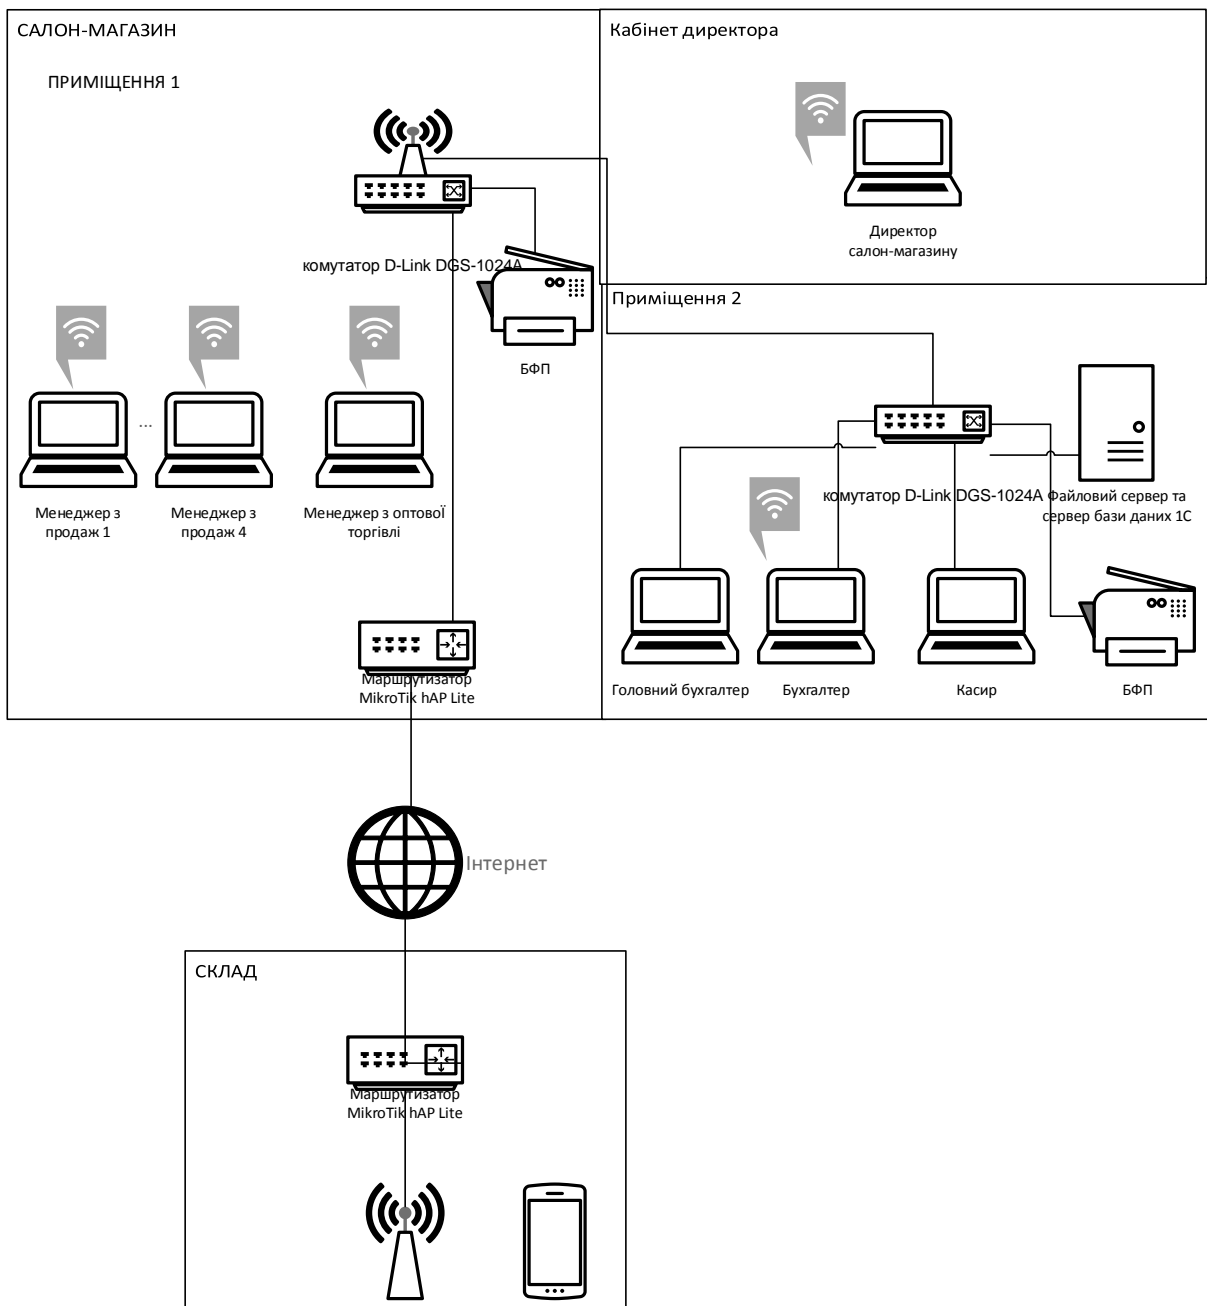 САЛОН-МАГАЗИН
Кабінет директора
ПРИМІЩЕННЯ 1
Директор
салон-магазину
комутатор D-Link DGS-1024A
Приміщення 2
БФП
...
Менеджер з
продаж 1
Менеджер з
продаж 4
Менеджер з оптової
торгівлі
комутатор D-Link DGS-1024A
Файловий сервер та
сервер бази даних 1С
Головний бухгалтер
Бухгалтер
Касир
БФП
Маршрутизатор
MikroTik hAP Lite
Інтернет
СКЛАД
Маршрутизатор
MikroTik hAP Lite